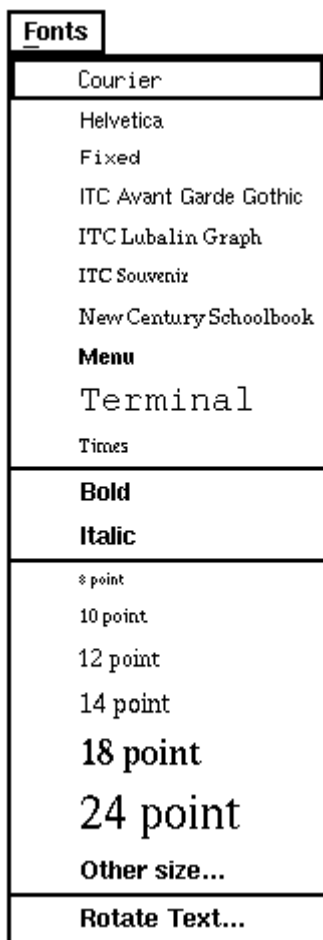 Fonts
Courier
Helvetica
Fixed
ITC Avant Garde Gothic
ITC Lubalin Graph
ITC Souvenir
New Century Schoolbook
Menu
Terminal
Times
Bold
Italic
8 point
10 point
12 point
14 point
18 point
24 point
Other size...
Rotate Text...